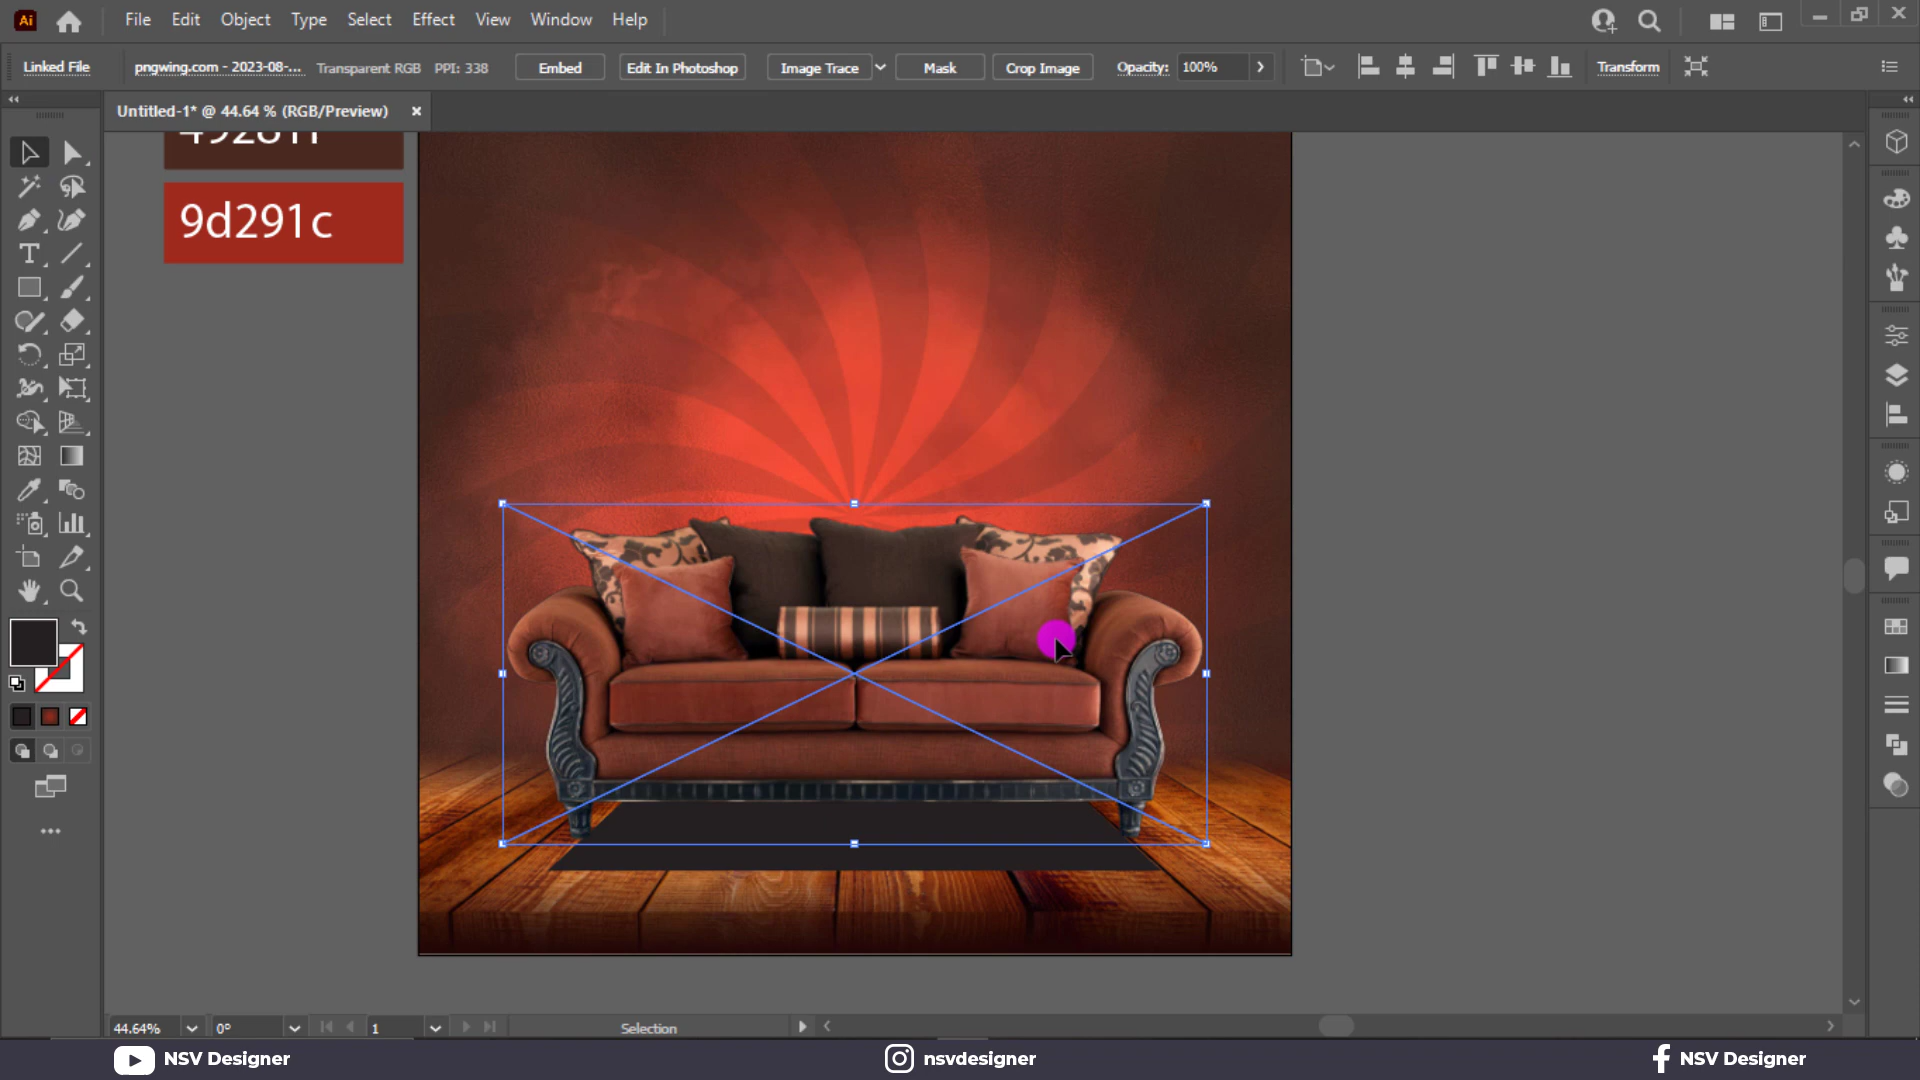 Ai File Edit Object Type Select Effect View Window Help
Linked File pngwing.com - 2023-08-... Transparent RGB PPI: 338 Embed Edit In Photoshop Image Trace Mask Crop Image Opacity: 100% Transform
Untitled-1* @ 44.64 % (RGB/Preview) ×
49281f
9d291c
44.64% 0° 1 Selection
NSV Designer nsvdesigner NSV Designer